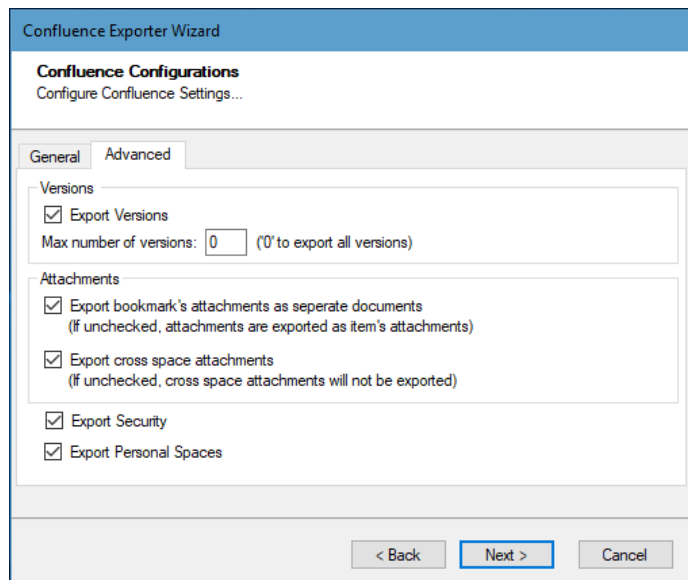 Confluence Exporter Wizard
Confluence Configurations
Configure Confluence Settings...
General
Advanced
Versions
Export Versions
Max number of versions: 0 ('0' to export all versions)
Attachments
Export bookmark's attachments as seperate documents
(If unchecked, attachments are exported as item's attachments)
Export cross space attachments
(If unchecked, cross space attachments will not be exported)
Export Security
Export Personal Spaces
< Back Next > Cancel